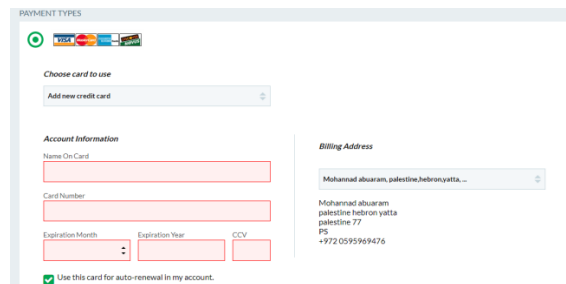 PAYMENT TYPES
VISA
Choose card to use
Add new credit card
Account Information
Name On Card
Card Number
Expiration Month Expiration Year CCV
Use this card for auto-renewal in my account.
Billing Address
Mohannad abuaram, palestine,hebron,yatta, ...
Mohannad abuaram
palestine hebron yatta
palestine 77
PS
+972 0595969476